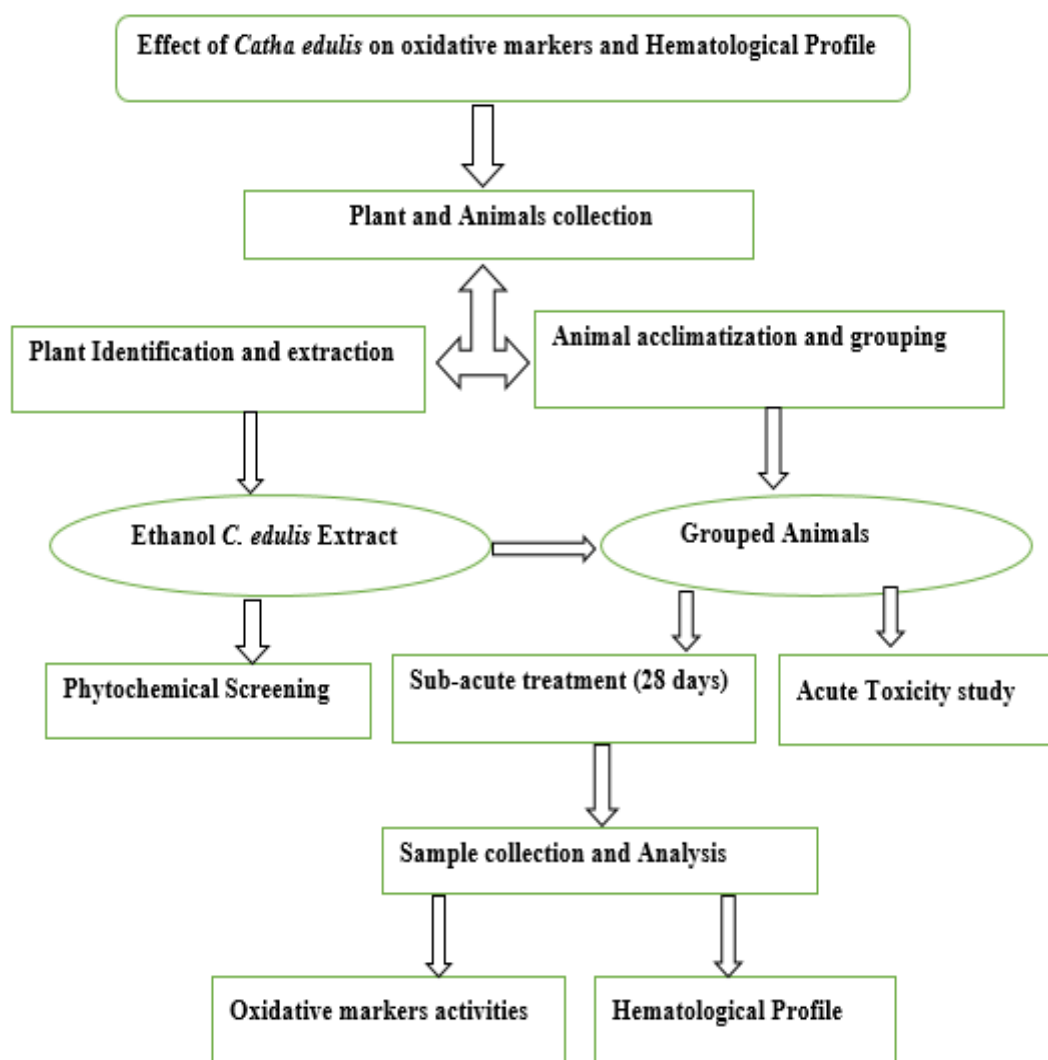 Effect of Catha edulis on oxidative markers and Hematological Profile
Plant and Animals collection
Plant Identification and extraction
Animal acclimatization and grouping
Ethanol C. edulis Extract
Grouped Animals
Phytochemical Screening
Sub-acute treatment (28 days)
Acute Toxicity study
Sample collection and Analysis
Oxidative markers activities
Hematological Profile